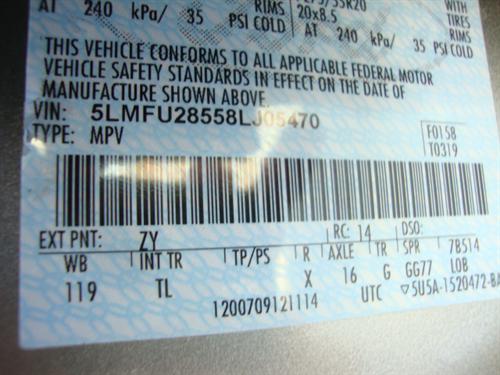 275/55R20 WITH
AT 240 kPa/ 35 RIMS PSI COLD 20x8.5 TIRES RIMS
AT 240 kPa/ 35 PSI COLD
THIS VEHICLE CONFORMS TO ALL APPLICABLE FEDERAL MOTOR
VEHICLE SAFETY STANDARDS IN EFFECT ON THE DATE OF
MANUFACTURE SHOWN ABOVE.
VIN: 5LMFU28558LJ05470
TYPE: MPV F0158
T0319
EXT PNT: ZY RC: 14 DSO:
WB INT TR TP/PS R AXLE TR SPR 7B514
119 TL X 16 G GG77 LOB
1200709121114 UTC ▽5U5A-1520472-BA